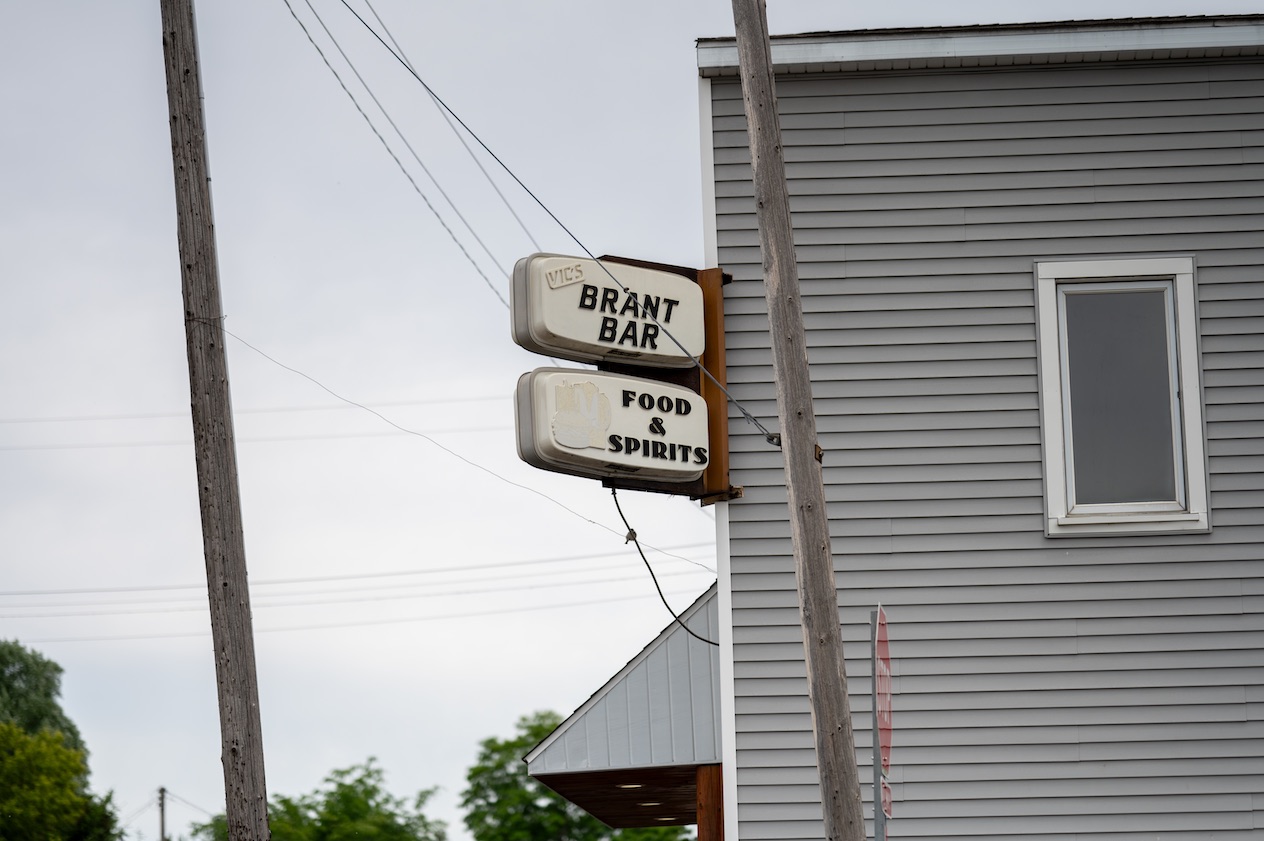 VIC'S
BRANT
BAR
FOOD
&
SPIRITS